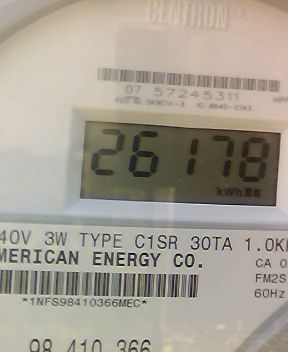 CENTRON
07 57245311
26178
kWh
40V 3W TYPE C1SR 30TA 1.0K
MERICAN ENERGY CO.
CA 0
FM2S
*1NFS98410366MEC*
60Hz
98 410 366